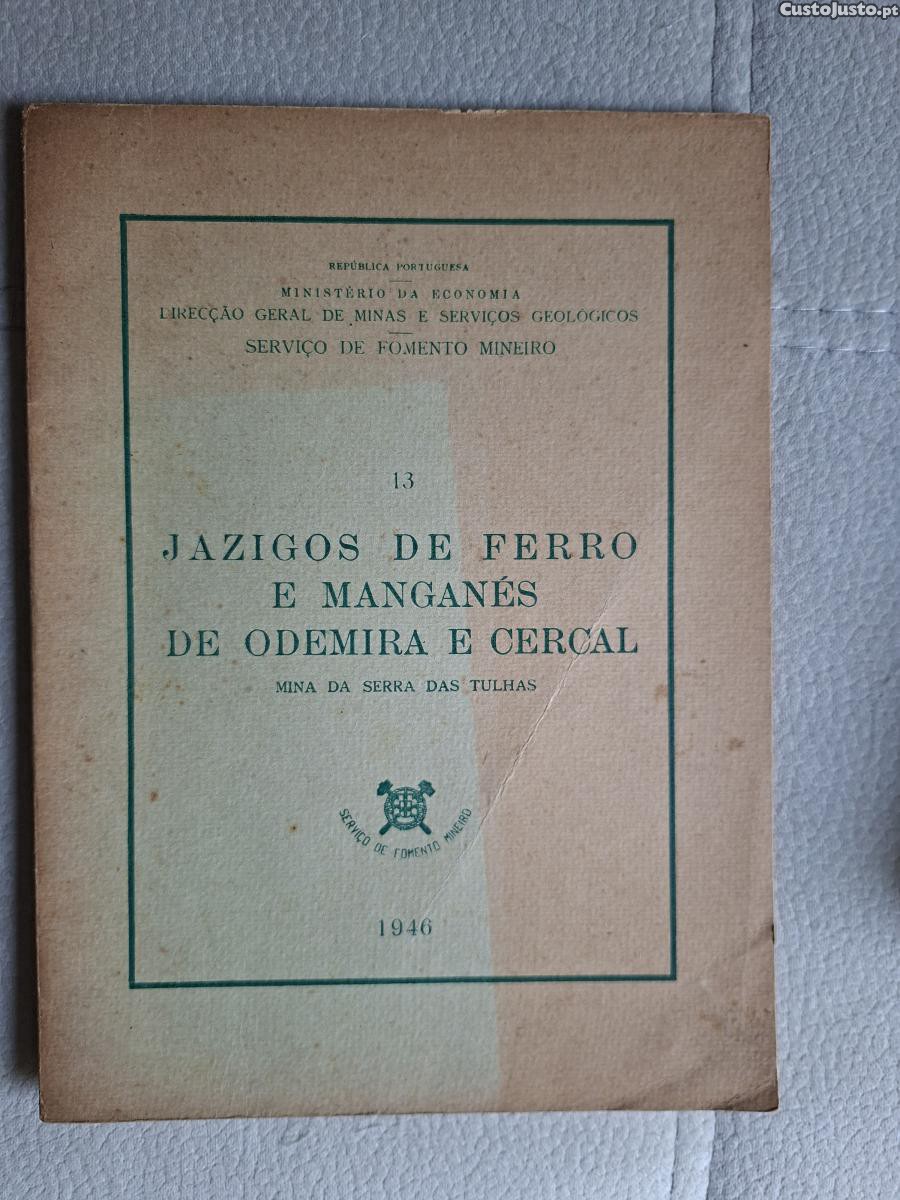 CustoJusto.pt
REPÚBLICA PORTUGUESA
MINISTÉRIO DA ECONOMIA
DIRECÇÃO GERAL DE MINAS E SERVIÇOS GEOLÓGICOS
SERVIÇO DE FOMENTO MINEIRO
13
JAZIGOS DE FERRO
E MANGANÉS
DE ODEMIRA E CERCAL
MINA DA SERRA DAS TULHAS
SERVIÇO DE FOMENTO MINEIRO
1946